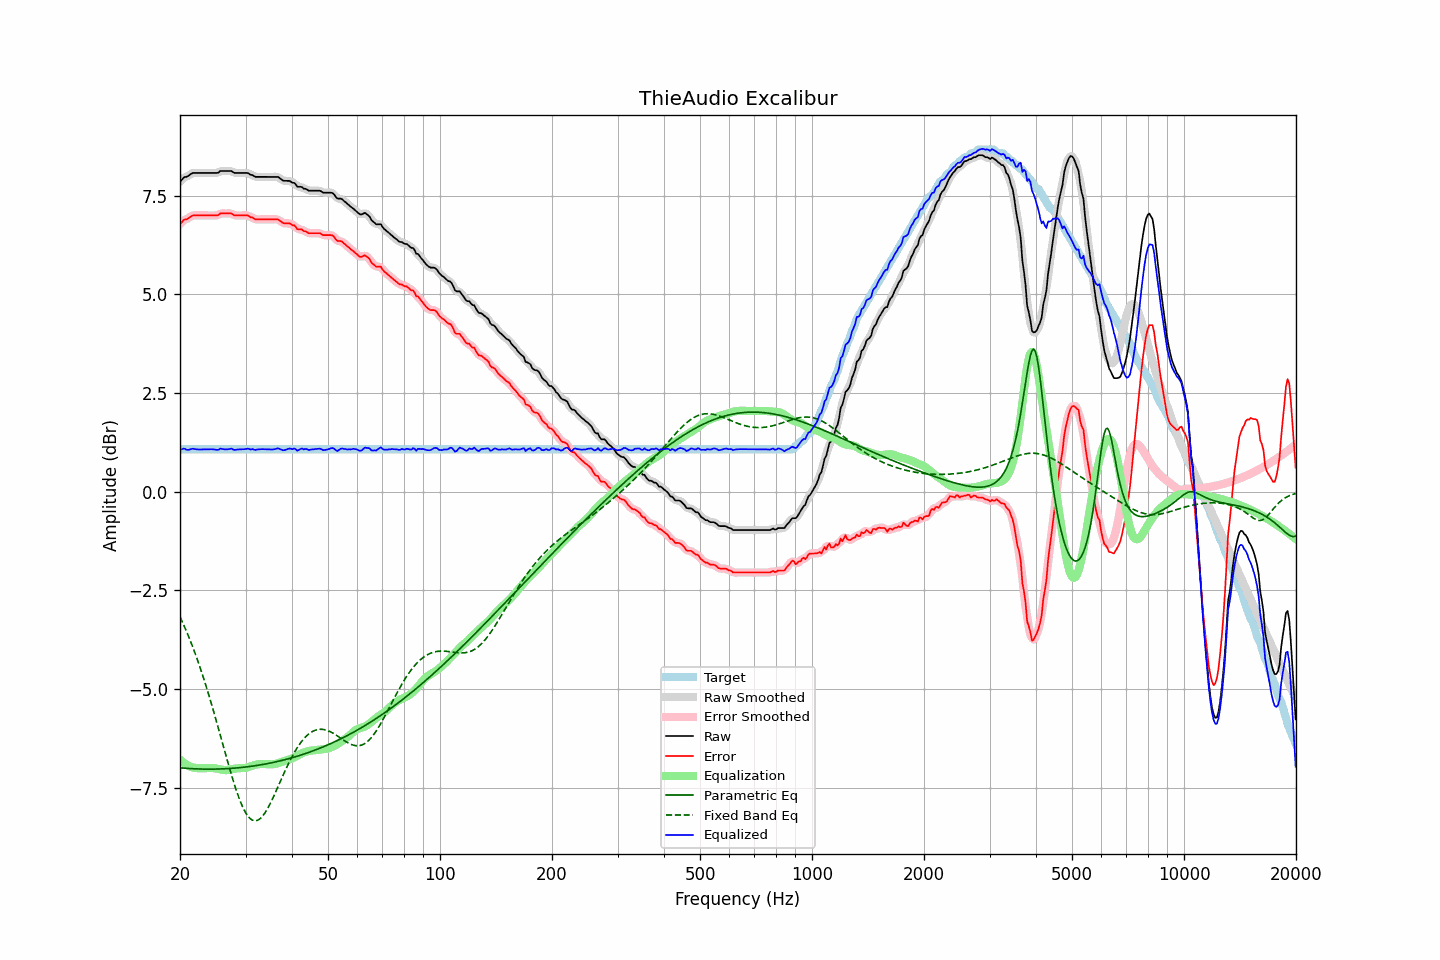 ThieAudio Excalibur
Amplitude (dBr)
7.5
5.0
2.5
0.0
−2.5
−5.0
−7.5
Target
Raw Smoothed
Error Smoothed
Raw
Error
Equalization
Parametric Eq
Fixed Band Eq
Equalized
20 50 100 200 500 1000 2000 5000 10000 20000
Frequency (Hz)